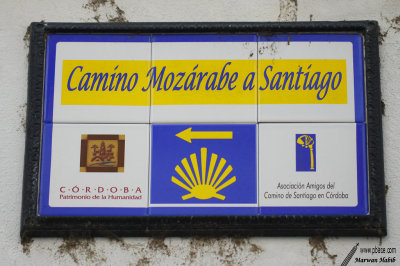 Camino Mozárabe a Santiago
CÓRDOBA
Patrimonio de la Humanidad
Asociación Amigos del
Camino de Santiago en Córdoba
www.pbase.com
Marwan Habib